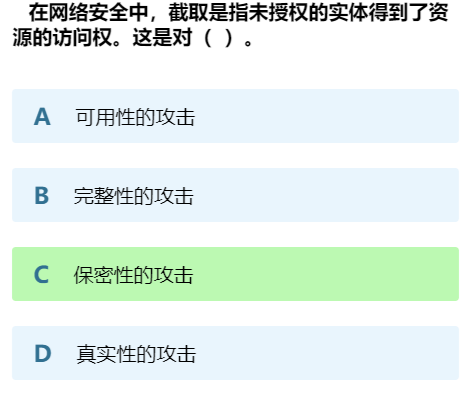 在网络安全中，截取是指未授权的实体得到了资
源的访问权。这是对（ ）。
A 可用性的攻击
B 完整性的攻击
C 保密性的攻击
D 真实性的攻击